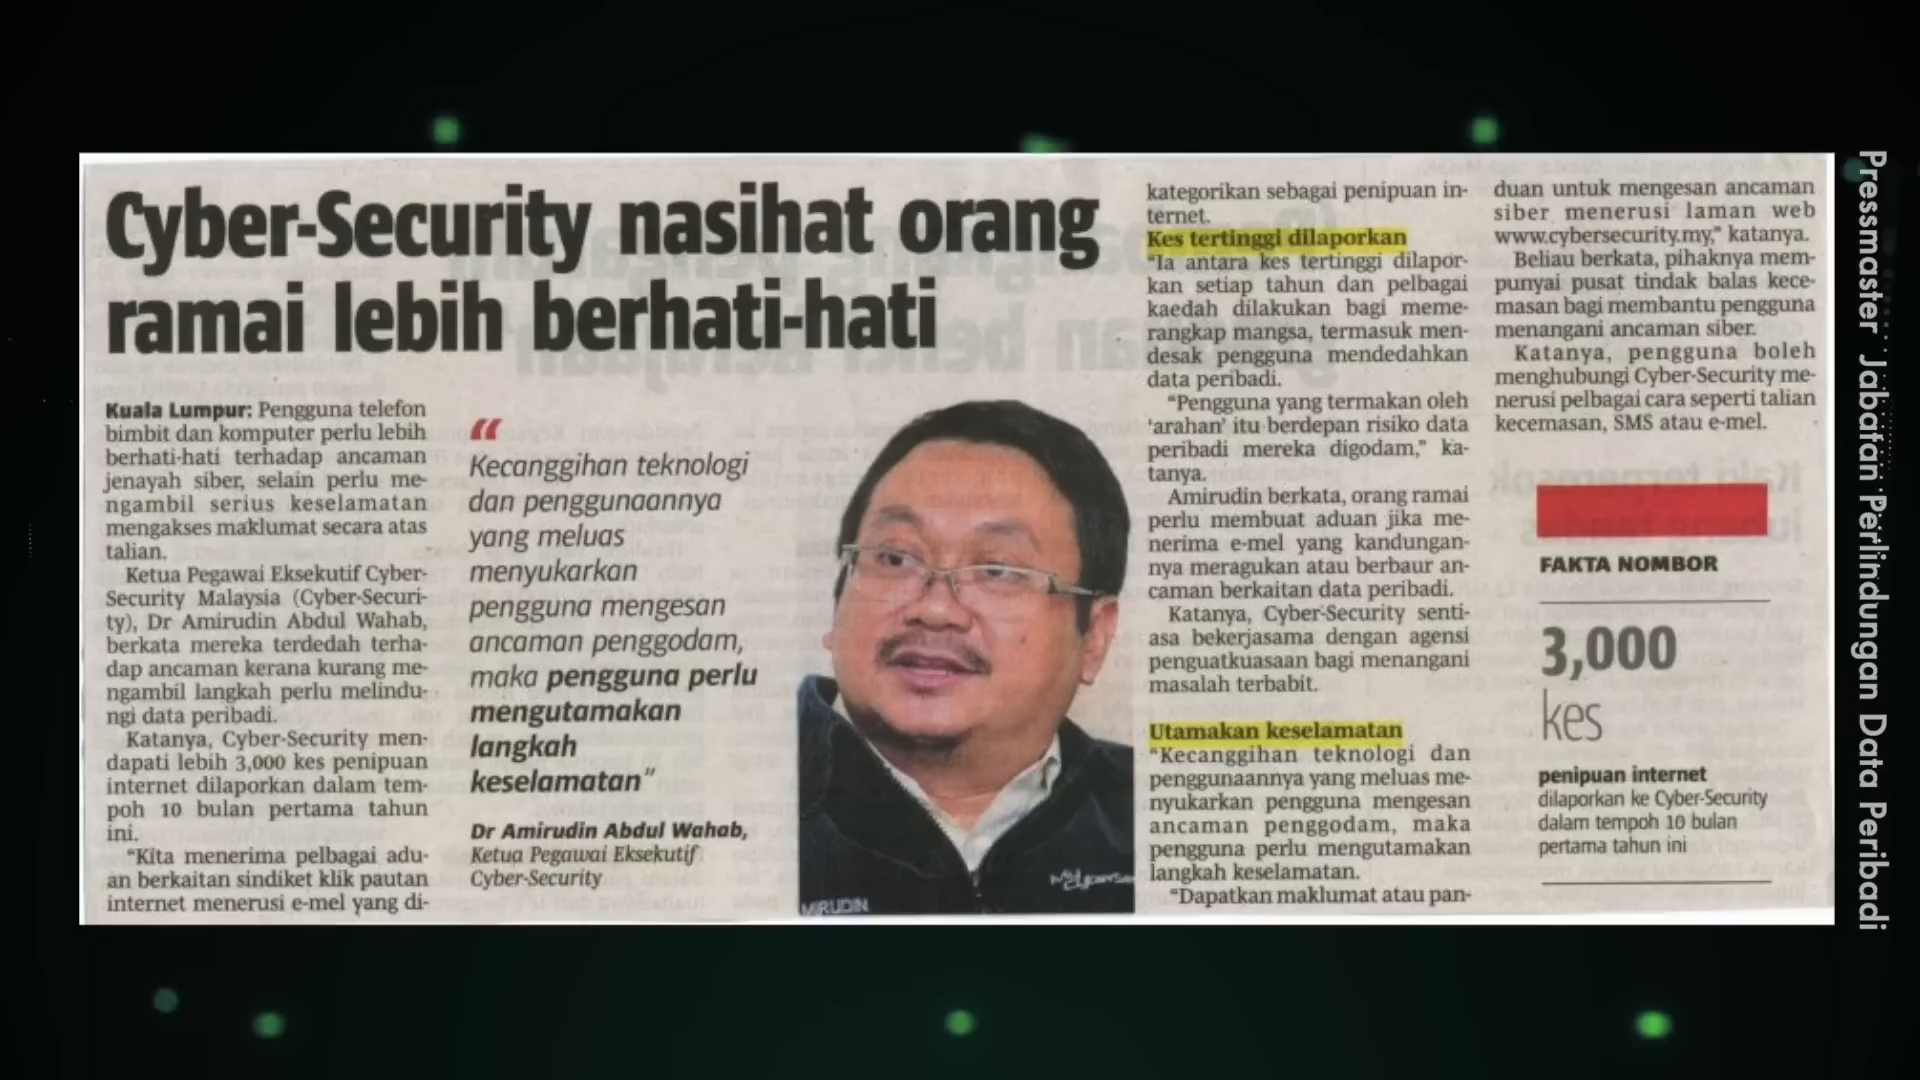 Cyber-Security nasihat orang
ramai lebih berhati-hati
Kuala Lumpur: Pengguna telefon
bimbit dan komputer perlu lebih
berhati-hati terhadap ancaman
jenayah siber, selain perlu me-
ngambil serius keselamatan
mengakses maklumat secara atas
talian.
Ketua Pegawai Eksekutif Cyber-
Security Malaysia (Cyber-Securi-
ty), Dr Amirudin Abdul Wahab,
berkata mereka terdedah terha-
dap ancaman kerana kurang me-
ngambil langkah perlu melindu-
ngi data peribadi.
Katanya, Cyber-Security men-
dapati lebih 3,000 kes penipuan
internet dilaporkan dalam tem-
poh 10 bulan pertama tahun
ini.
“Kita menerima pelbagai adu-
an berkaitan sindiket klik pautan
internet menerusi e-mel yang di-
“
Kecanggihan teknologi
dan penggunaannya
yang meluas
menyukarkan
pengguna mengesan
ancaman penggodam,
maka pengguna perlu
mengutamakan
langkah
keselamatan”
Dr Amirudin Abdul Wahab,
Ketua Pegawai Eksekutif
Cyber-Security
MIRUDIN
kategorikan sebagai penipuan in-
ternet.
Kes tertinggi dilaporkan
“Ia antara kes tertinggi dilapor-
kan setiap tahun dan pelbagai
kaedah dilakukan bagi meme-
rangkap mangsa, termasuk men-
desak pengguna mendedahkan
data peribadi.
“Pengguna yang termakan oleh
‘arahan’ itu berdepan risiko data
peribadi mereka digodam,” ka-
tanya.
Amirudin berkata, orang ramai
perlu membuat aduan jika me-
nerima e-mel yang kandungan-
nya meragukan atau berbaur an-
caman berkaitan data peribadi.
Katanya, Cyber-Security senti-
asa bekerjasama dengan agensi
penguatkuasaan bagi menangani
masalah terbabit.
Utamakan keselamatan
“Kecanggihan teknologi dan
penggunaannya yang meluas me-
nyukarkan pengguna mengesan
ancaman penggodam, maka
pengguna perlu mengutamakan
langkah keselamatan.
“Dapatkan maklumat atau pan-
duan untuk mengesan ancaman
siber menerusi laman web
www.cybersecurity.my,” katanya.
Beliau berkata, pihaknya mem-
punyai pusat tindak balas kece-
masan bagi membantu pengguna
menangani ancaman siber.
Katanya, pengguna boleh
menghubungi Cyber-Security me-
nerusi pelbagai cara seperti talian
kecemasan, SMS atau e-mel.
FAKTA NOMBOR
3,000
kes
penipuan internet
dilaporkan ke Cyber-Security
dalam tempoh 10 bulan
pertama tahun ini
Pressmaster Jabatan Perlindungan Data Peribadi